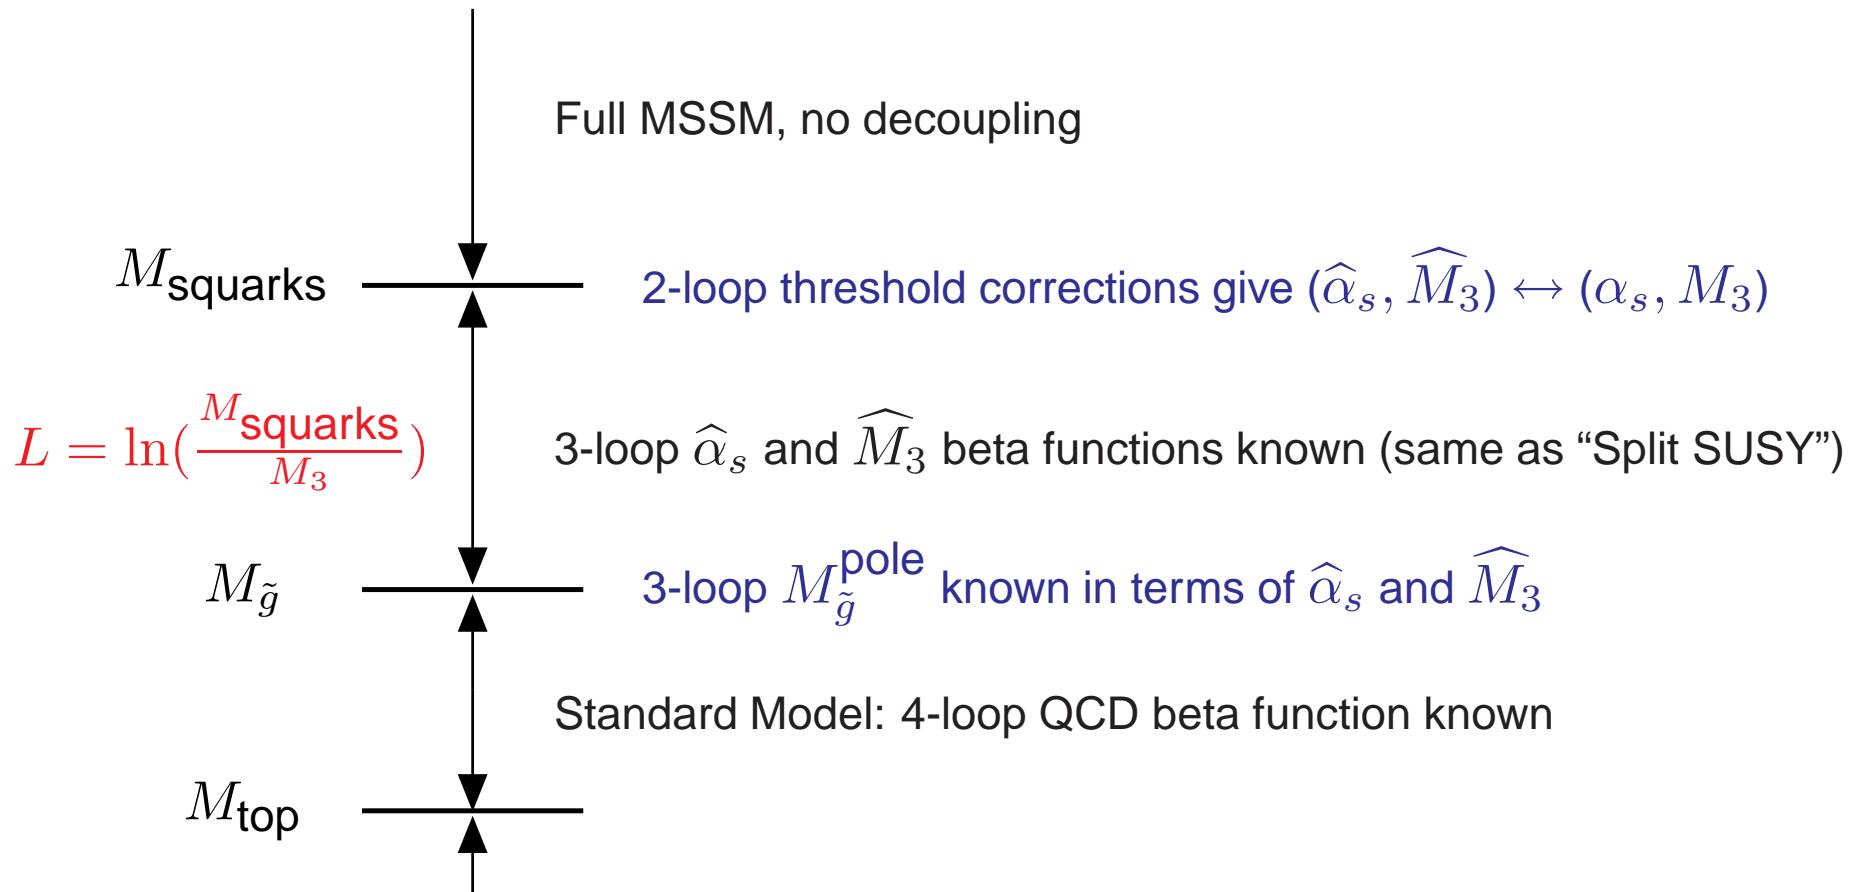 Full MSSM, no decoupling
M_squarks 2-loop threshold corrections give (α̂_s, M̂_3) ↔ (α_s, M_3)
L = ln(M_squarks / M_3) 3-loop α̂_s and M̂_3 beta functions known (same as “Split SUSY”)
M_g̃ 3-loop M_g̃^pole known in terms of α̂_s and M̂_3
Standard Model: 4-loop QCD beta function known
M_top